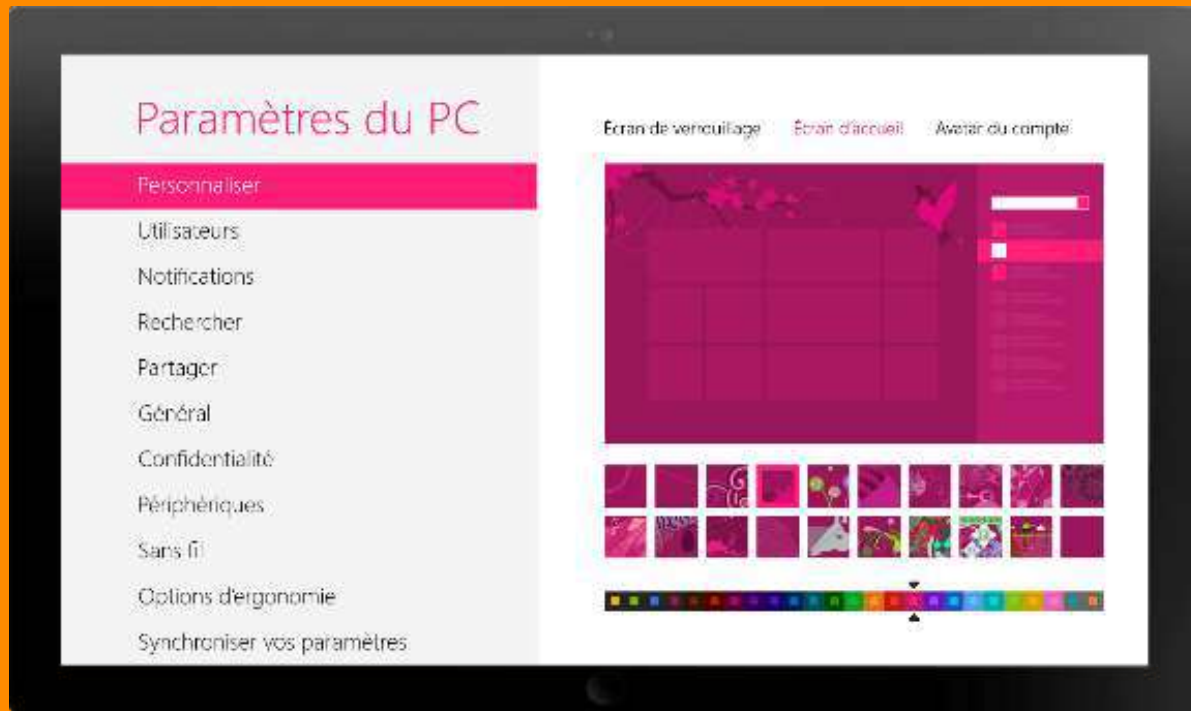 Paramètres du PC
Personnaliser
Utilisateurs
Notifications
Rechercher
Partager
Général
Confidentialité
Périphériques
Sans fil
Options d'ergonomie
Synchroniser vos paramètres
Écran de verrouillage Écran d'accueil Avatar du compte